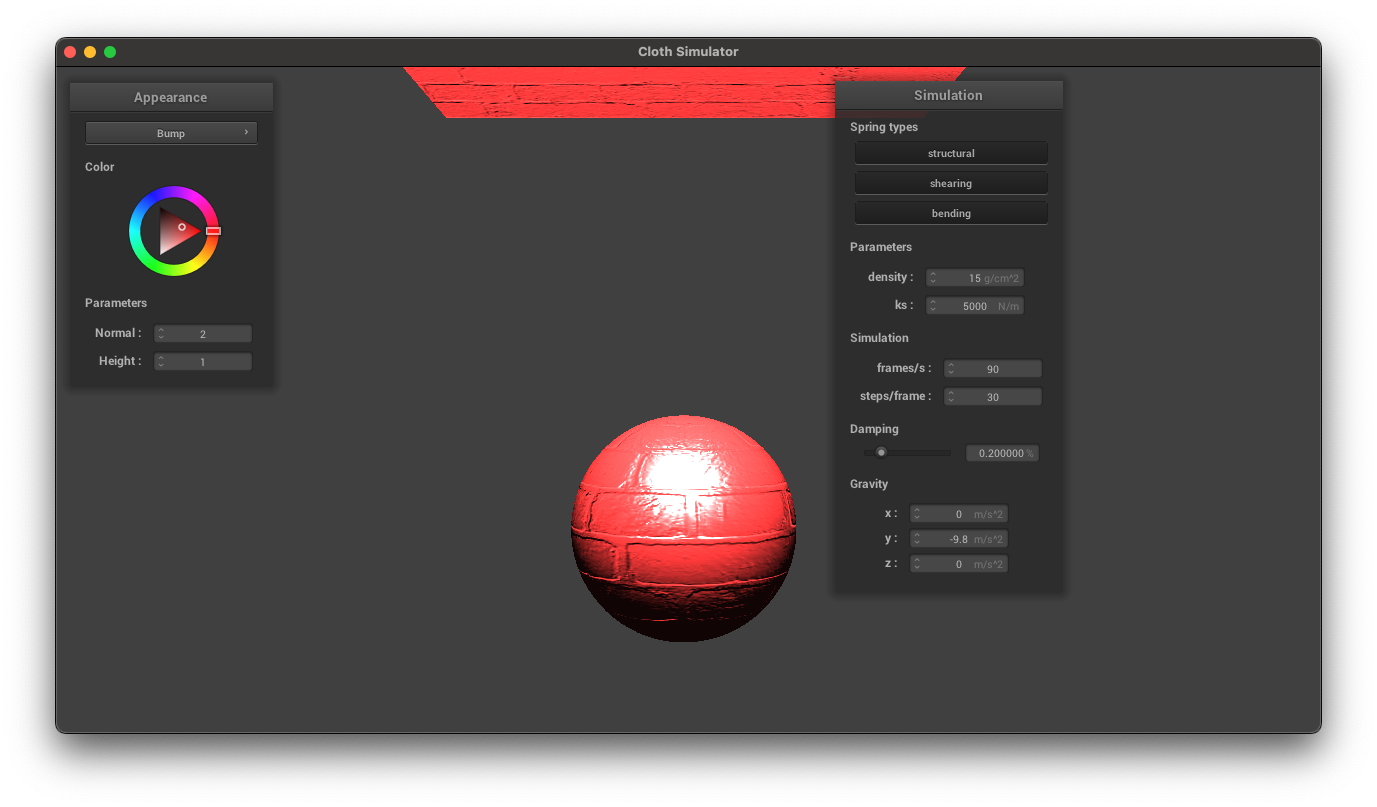 Cloth Simulator
Appearance
Bump
Color
Parameters
Normal : 2
Height : 1
Simulation
Spring types
structural
shearing
bending
Parameters
density : 15 g/cm^2
ks : 5000 N/m
Simulation
frames/s : 90
steps/frame : 30
Damping
0.200000 %
Gravity
x : 0 m/s^2
y : -9.8 m/s^2
z : 0 m/s^2